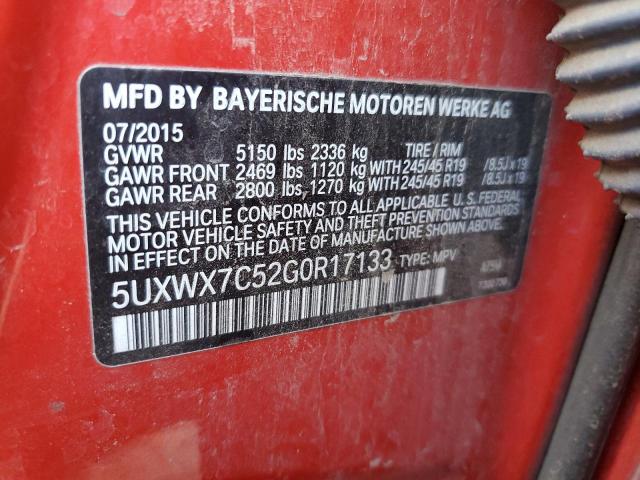 MFD BY BAYERISCHE MOTOREN WERKE AG
07/2015
GVWR 5150 lbs 2336 kg TIRE / RIM
GAWR FRONT 2469 lbs 1120 kg WITH 245/45 R19 /8.5J x 19
GAWR REAR 2800 lbs, 1270 kg WITH 245/45 R19 /8.5J x 19
THIS VEHICLE CONFORMS TO ALL APPLICABLE U. S. FEDERAL
MOTOR VEHICLE SAFETY AND THEFT PREVENTION STANDARDS
IN EFFECT ON THE DATE OF MANUFACTURE SHOWN ABOVE.
5UXWX7C52G0R17133 TYPE: MPV